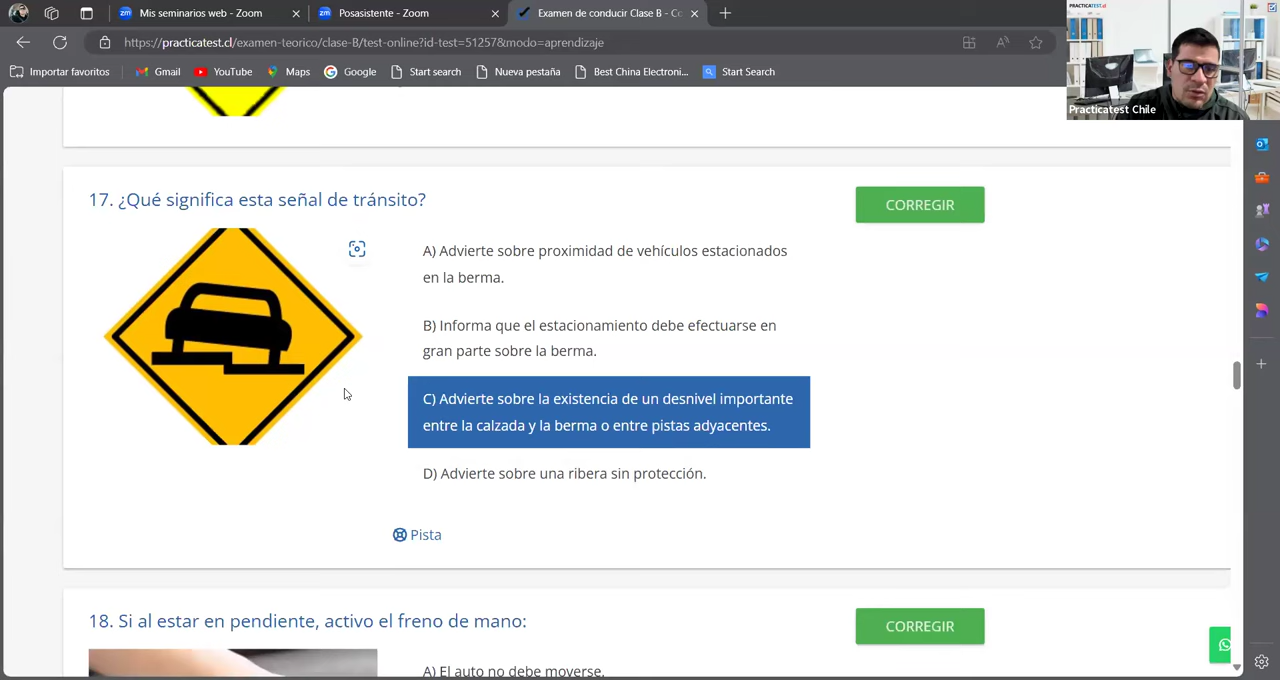 Mis seminarios web - Zoom
Posasistente - Zoom
Examen de conducir Clase B - Co
https://practicatest.cl/examen-teorico/clase-B/test-online?id-test=51257&modo=aprendizaje
Importar favoritos
Gmail
YouTube
Maps
Google
Start search
Nueva pestaña
Best China Electroni...
Start Search
PRACTICATEST.cl
Practicatest Chile
17. ¿Qué significa esta señal de tránsito?
CORREGIR
A) Advierte sobre proximidad de vehículos estacionados
en la berma.
B) Informa que el estacionamiento debe efectuarse en
gran parte sobre la berma.
C) Advierte sobre la existencia de un desnivel importante
entre la calzada y la berma o entre pistas adyacentes.
D) Advierte sobre una ribera sin protección.
Pista
18. Si al estar en pendiente, activo el freno de mano:
CORREGIR
A) El auto no debe moverse.